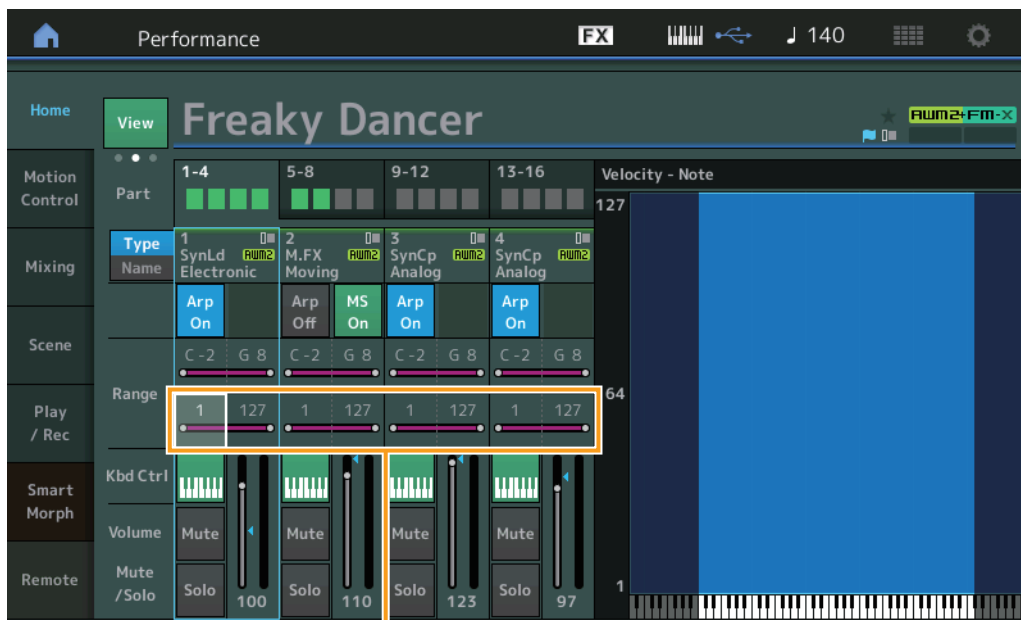 Performance
FX
♩ 140
Home
View
Freaky Dancer
AWM2+FM-X
Motion
Control
Part
1-4
5-8
9-12
13-16
Velocity - Note
127
Mixing
Type
Name
1
SynLd AWM2
Electronic
2
M.FX AWM2
Moving
3
SynCp AWM2
Analog
4
SynCp AWM2
Analog
Arp
On
Arp
Off
MS
On
Arp
On
Arp
On
Scene
Range
C -2 G 8 C -2 G 8 C -2 G 8 C -2 G 8
64
1 127 1 127 1 127 1 127
Play
/ Rec
Kbd Ctrl
Smart
Morph
Volume
Mute Mute Mute Mute
Remote
Mute
/Solo
Solo 100 Solo 110 Solo 123 Solo 97
1